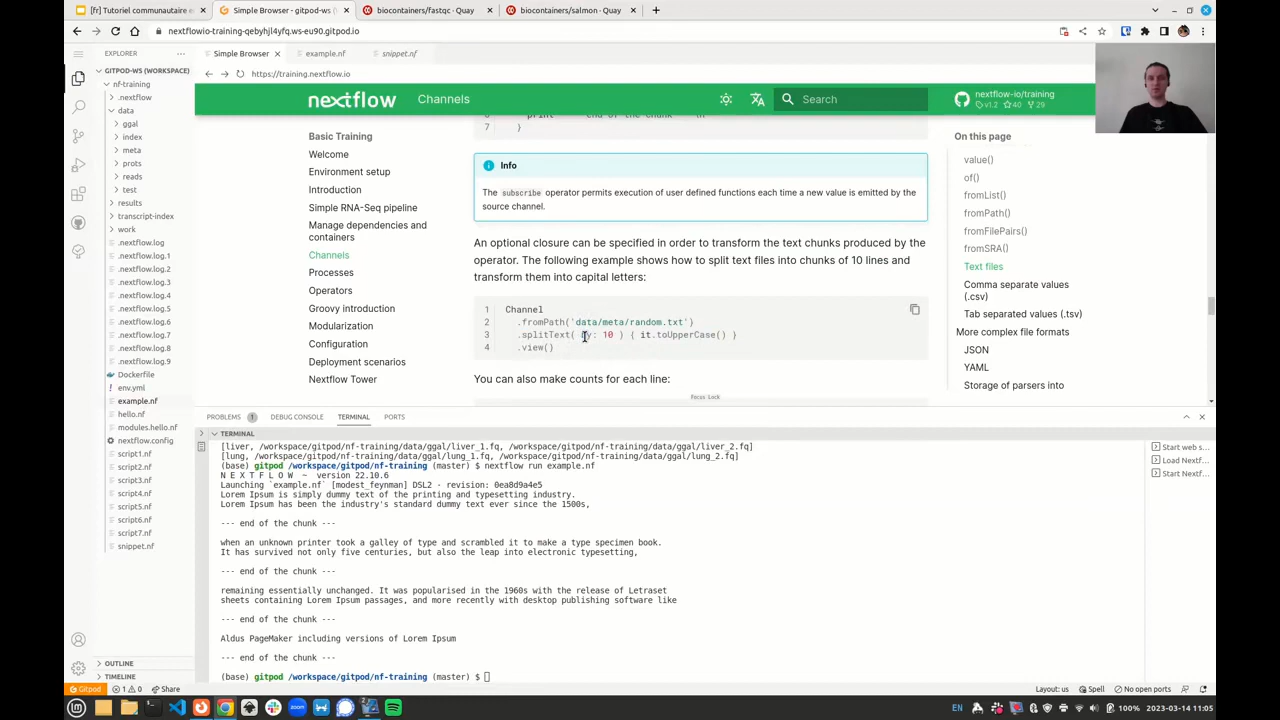 [fr] Tutoriel communautaire e
Simple Browser - gitpod-ws (
biocontainers/fastqc - Quay
biocontainers/salmon - Quay
nextflowio-training-qebyhjl4yfq.ws-eu90.gitpod.io
EXPLORER
Simple Browser
example.nf
snippet.nf
GITPOD-WS (WORKSPACE)
nf-training
.nextflow
data
ggal
index
meta
prots
reads
test
results
transcript-index
work
.nextflow.log
.nextflow.log.1
.nextflow.log.2
.nextflow.log.3
.nextflow.log.4
.nextflow.log.5
.nextflow.log.6
.nextflow.log.7
.nextflow.log.8
.nextflow.log.9
Dockerfile
env.yml
example.nf
hello.nf
modules.hello.nf
nextflow.config
script1.nf
script2.nf
script3.nf
script4.nf
script5.nf
script6.nf
script7.nf
snippet.nf
OUTLINE
TIMELINE
https://training.nextflow.io
nextflow
Channels
Search
nextflow-io/training
v1.2 40 29
Basic Training
Welcome
Environment setup
Introduction
Simple RNA-Seq pipeline
Manage dependencies and
containers
Channels
Processes
Operators
Groovy introduction
Modularization
Configuration
Deployment scenarios
Nextflow Tower
7 }
Info
The subscribe operator permits execution of user defined functions each time a new value is emitted by the
source channel.
An optional closure can be specified in order to transform the text chunks produced by the
operator. The following example shows how to split text files into chunks of 10 lines and
transform them into capital letters:
1 Channel
2 .fromPath('data/meta/random.txt')
3 .splitText( by: 10 ) { it.toUpperCase() }
4 .view()
You can also make counts for each line:
Focus Lock
On this page
value()
of()
fromList()
fromPath()
fromFilePairs()
fromSRA()
Text files
Comma separate values
(.csv)
Tab separated values (.tsv)
More complex file formats
JSON
YAML
Storage of parsers into
PROBLEMS 1
DEBUG CONSOLE
TERMINAL
PORTS
TERMINAL
[liver, /workspace/gitpod/nf-training/data/ggal/liver_1.fq, /workspace/gitpod/nf-training/data/ggal/liver_2.fq]
[lung, /workspace/gitpod/nf-training/data/ggal/lung_1.fq, /workspace/gitpod/nf-training/data/ggal/lung_2.fq]
(base) gitpod /workspace/gitpod/nf-training (master) $ nextflow run example.nf
N E X T F L O W ~ version 22.10.6
Launching `example.nf` [modest_feynman] DSL2 - revision: 0ea8d9a4e5
Lorem Ipsum is simply dummy text of the printing and typesetting industry.
Lorem Ipsum has been the industry's standard dummy text ever since the 1500s,
--- end of the chunk ---
when an unknown printer took a galley of type and scrambled it to make a type specimen book.
It has survived not only five centuries, but also the leap into electronic typesetting,
--- end of the chunk ---
remaining essentially unchanged. It was popularised in the 1960s with the release of Letraset
sheets containing Lorem Ipsum passages, and more recently with desktop publishing software like
--- end of the chunk ---
Aldus PageMaker including versions of Lorem Ipsum
--- end of the chunk ---
(base) gitpod /workspace/gitpod/nf-training (master) $
Start web s...
Load Nextf...
Start Nextf...
Gitpod
1 0
Share
Layout: us
Spell
No open ports
EN
100%
2023-03-14 11:05